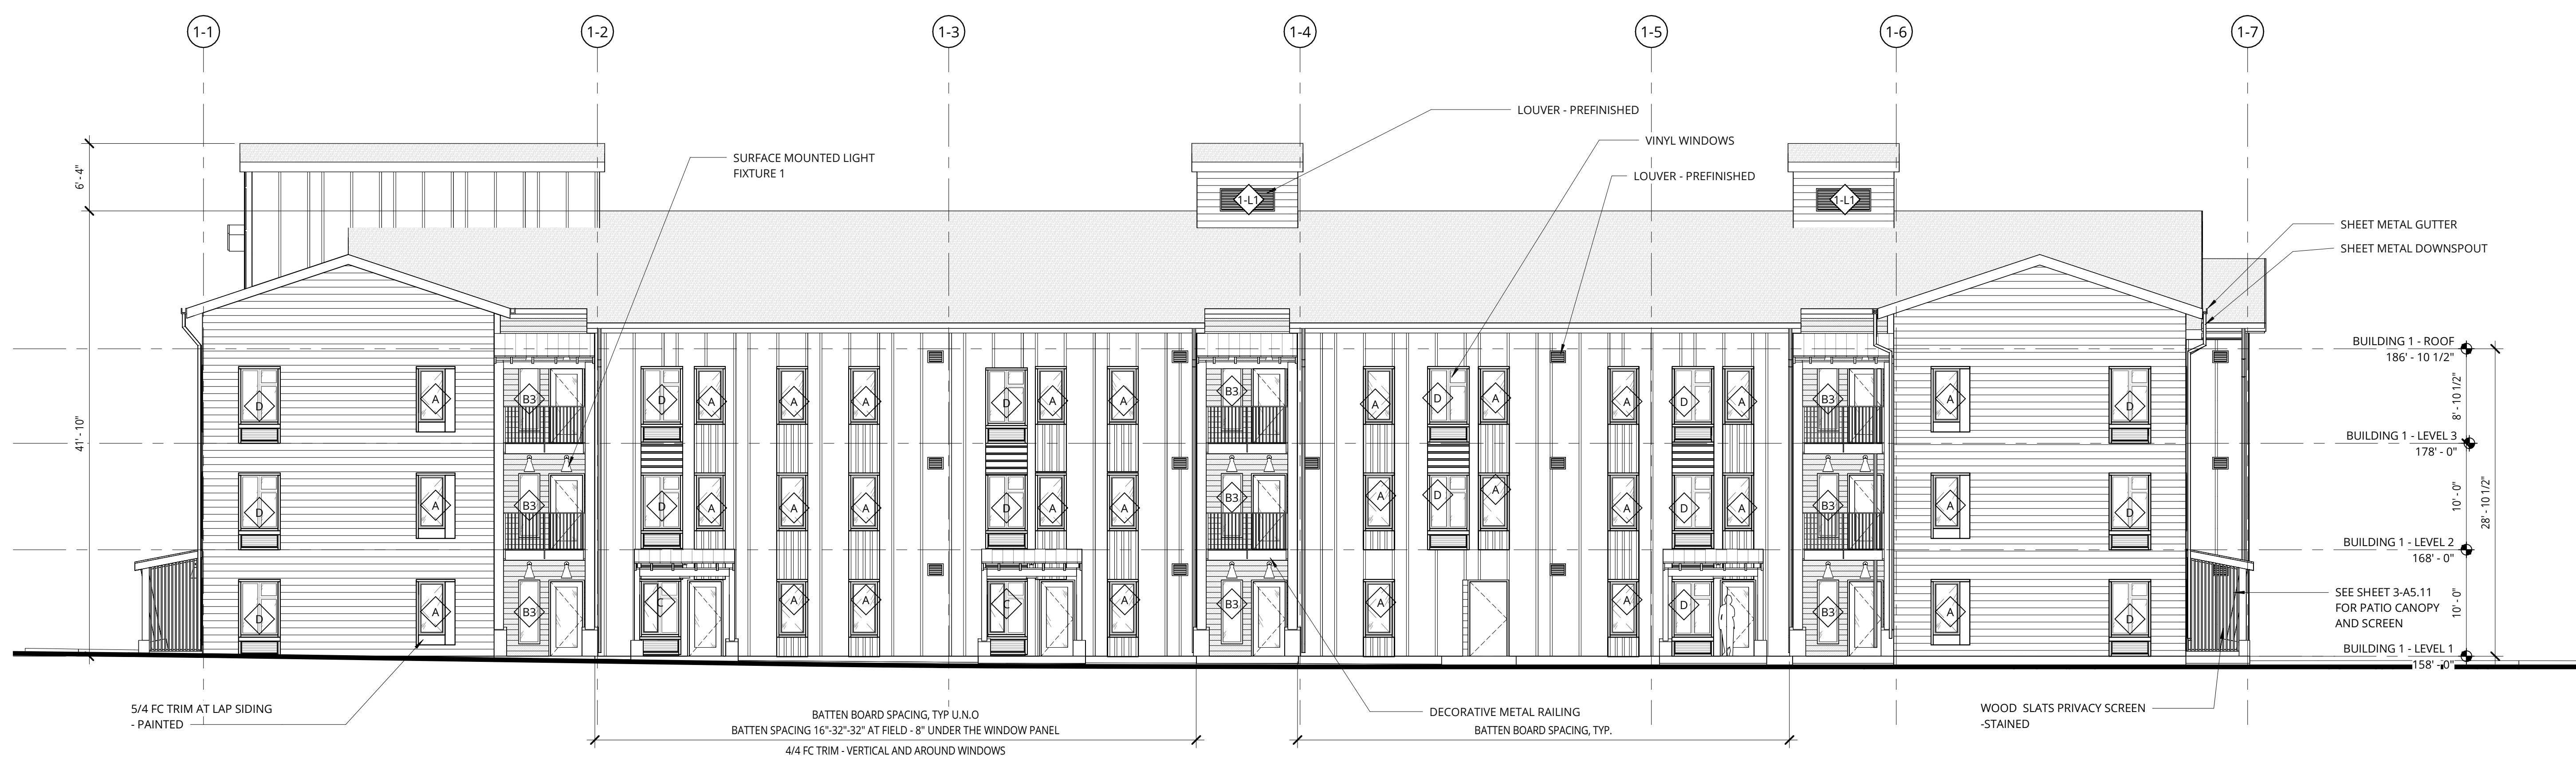 1-1
1-2
1-3
1-4
1-5
1-6
1-7
LOUVER - PREFINISHED
VINYL WINDOWS
SURFACE MOUNTED LIGHT
FIXTURE 1
LOUVER - PREFINISHED
6' - 4"
1-L1
1-L1
SHEET METAL GUTTER
SHEET METAL DOWNSPOUT
BUILDING 1 - ROOF
186' - 10 1/2"
8' - 10 1/2"
41' - 10"
D
A
B3
D
A
A
A
D
A
A
B3
A
D
A
A
D
A
B3
A
D
BUILDING 1 - LEVEL 3
178' - 0"
10' - 0"
28' - 10 1/2"
D
A
B3
D
A
A
A
D
A
A
B3
A
D
A
A
D
A
B3
A
D
BUILDING 1 - LEVEL 2
168' - 0"
10' - 0"
D
A
B3
C
A
A
C
A
B3
A
A
D
B3
A
D
SEE SHEET 3-A5.11
FOR PATIO CANOPY
AND SCREEN
BUILDING 1 - LEVEL 1
158' - 0"
5/4 FC TRIM AT LAP SIDING
- PAINTED
BATTEN BOARD SPACING, TYP U.N.O
BATTEN SPACING 16"-32"-32" AT FIELD - 8" UNDER THE WINDOW PANEL
4/4 FC TRIM - VERTICAL AND AROUND WINDOWS
DECORATIVE METAL RAILING
BATTEN BOARD SPACING, TYP.
WOOD SLATS PRIVACY SCREEN
-STAINED